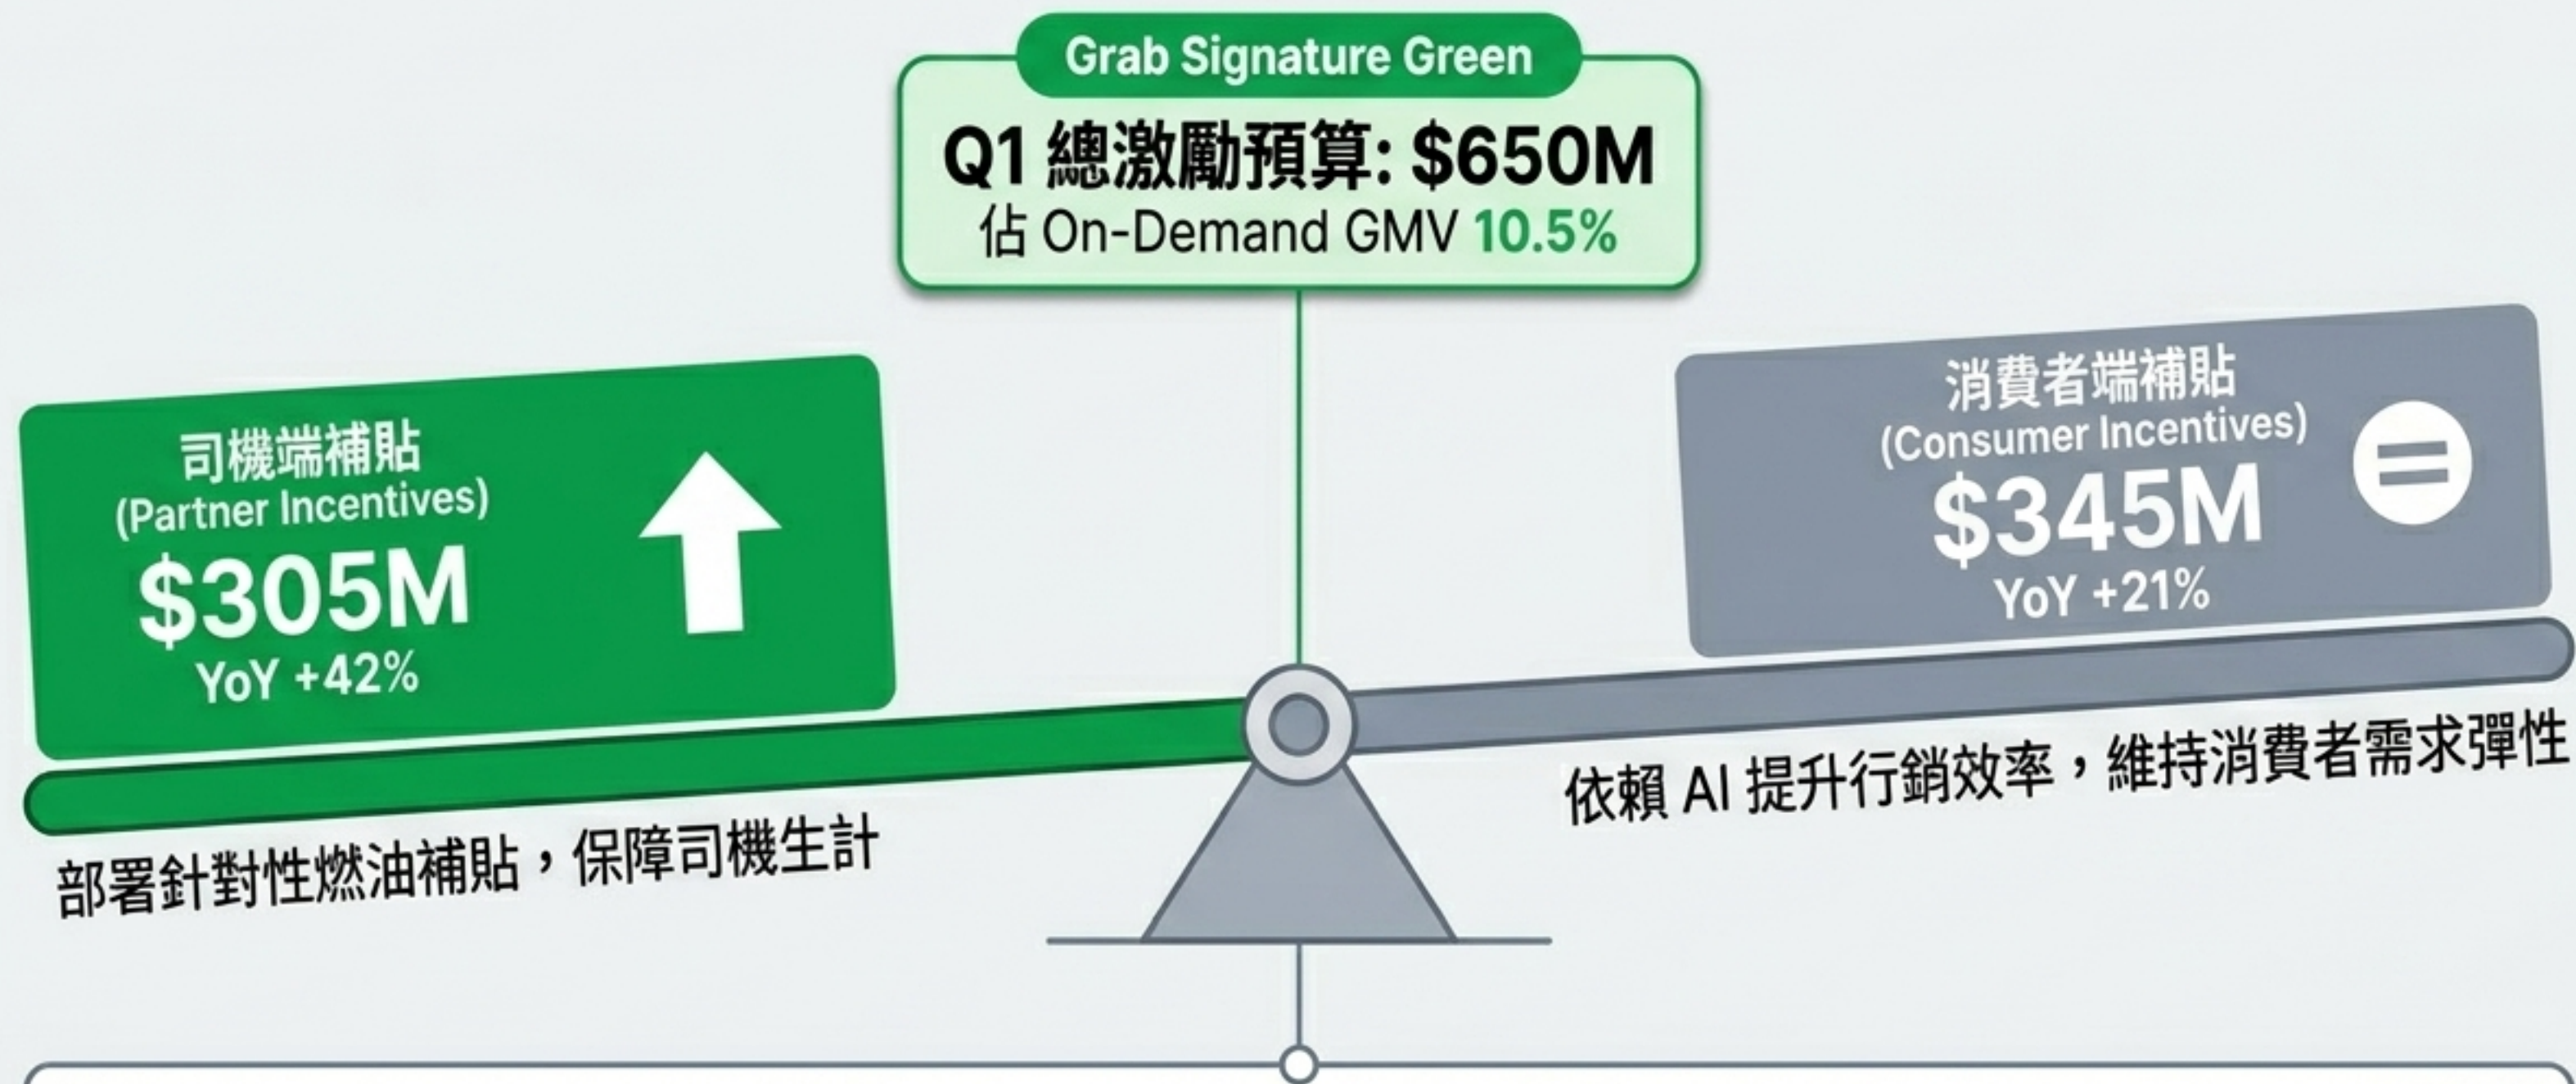 Grab Signature Green
Q1 總激勵預算: $650M
佔 On-Demand GMV 10.5%
司機端補貼
(Partner Incentives)
$305M
YoY +42%
部署針對性燃油補貼，保障司機生計
消費者端補貼
(Consumer Incentives)
$345M
YoY +21%
依賴 AI 提升行銷效率，維持消費者需求彈性